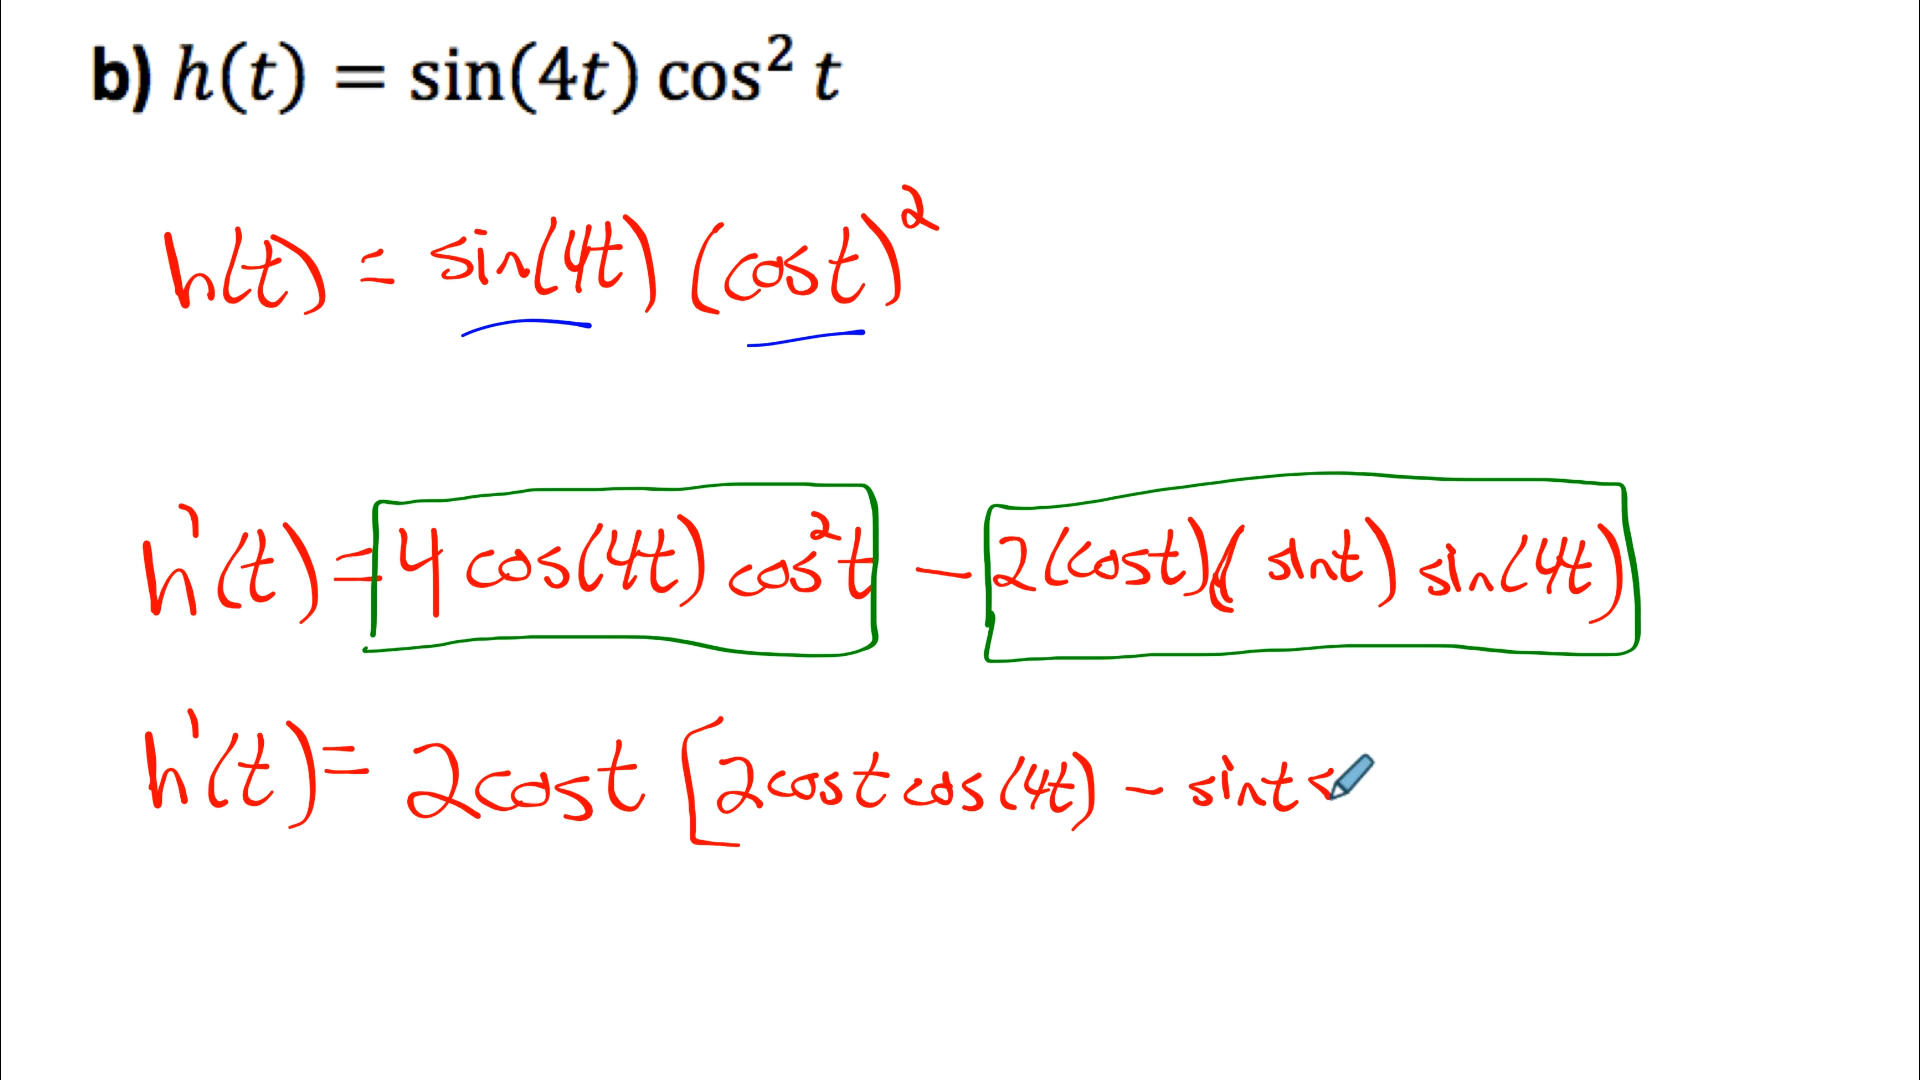 b) h(t) = sin(4t) cos² t
h(t) = sin(4t) (cost)²
h'(t) = 4 cos(4t) cos²t − 2(cost)( sint) sin(4t)
h'(t) = 2cost [2cost cos(4t) − sint s